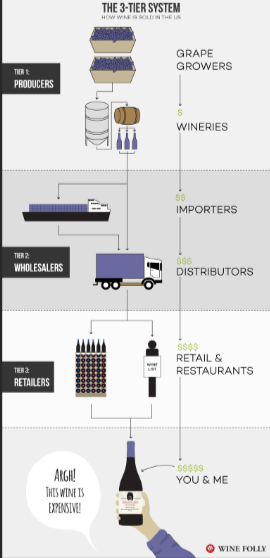 THE 3-TIER SYSTEM
HOW WINE IS SOLD IN THE US
GRAPE
GROWERS
TIER 1:
PRODUCERS
$
WINERIES
$$
IMPORTERS
TIER 2:
WHOLESALERS
$$$
DISTRIBUTORS
$$$$
RETAIL &
RESTAURANTS
WINE
LIST
TIER 3:
RETAILERS
$$$$$
YOU & ME
ARGH!
THIS WINE IS
EXPENSIVE!
WINE FOLLY